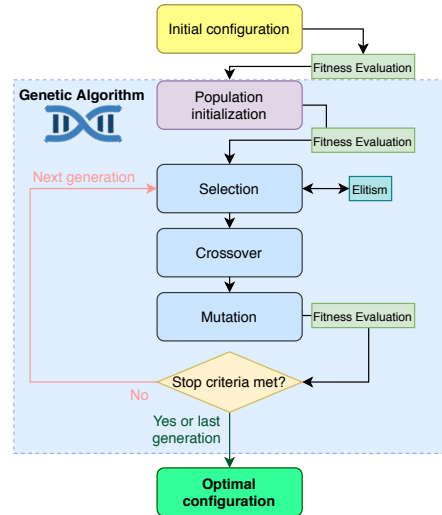 Initial configuration
Fitness Evaluation
Genetic Algorithm
Population
initialization
Fitness Evaluation
Next generation
Selection
Elitism
Crossover
Mutation
Fitness Evaluation
Stop criteria met?
No
Yes or last
generation
Optimal
configuration